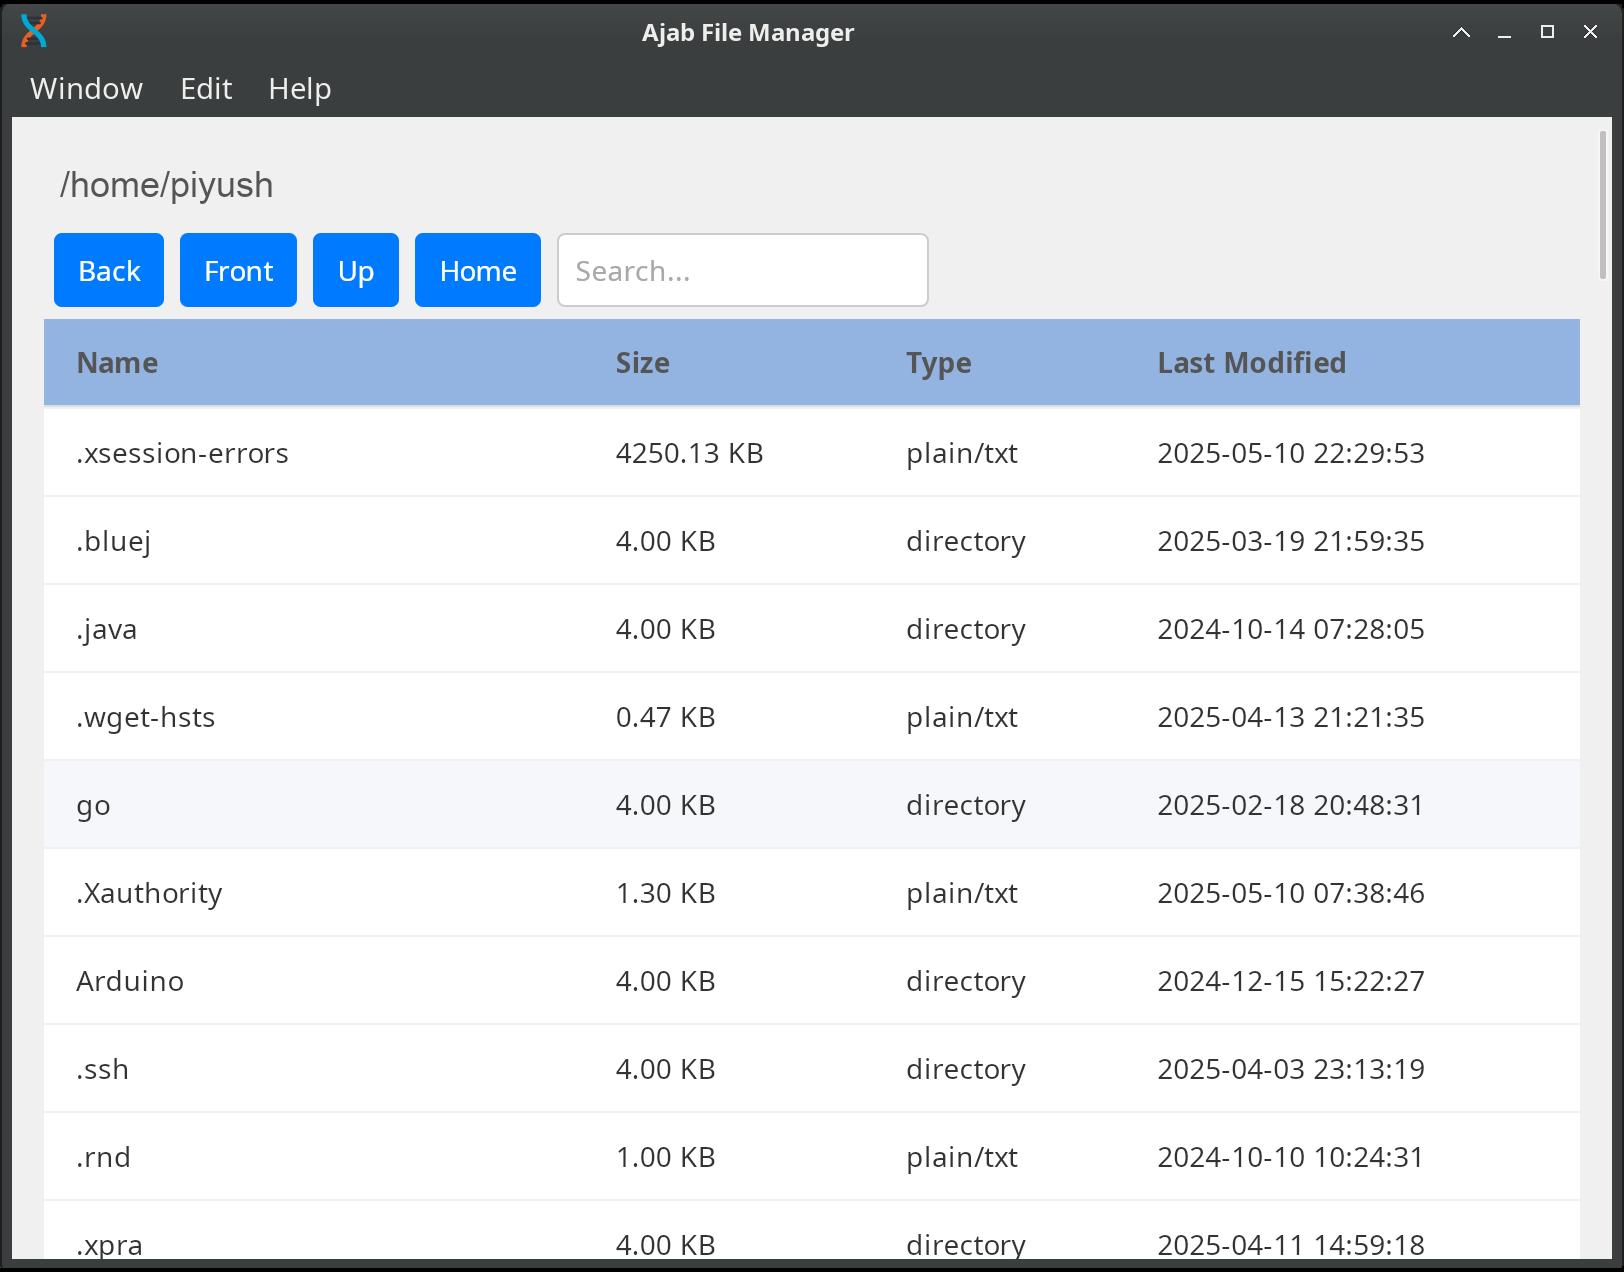 Ajab File Manager
Window Edit Help
/home/piyush
Back Front Up Home Search...
Name Size Type Last Modified
.xsession-errors 4250.13 KB plain/txt 2025-05-10 22:29:53
.bluej 4.00 KB directory 2025-03-19 21:59:35
.java 4.00 KB directory 2024-10-14 07:28:05
.wget-hsts 0.47 KB plain/txt 2025-04-13 21:21:35
go 4.00 KB directory 2025-02-18 20:48:31
.Xauthority 1.30 KB plain/txt 2025-05-10 07:38:46
Arduino 4.00 KB directory 2024-12-15 15:22:27
.ssh 4.00 KB directory 2025-04-03 23:13:19
.rnd 1.00 KB plain/txt 2024-10-10 10:24:31
.xpra 4.00 KB directory 2025-04-11 14:59:18